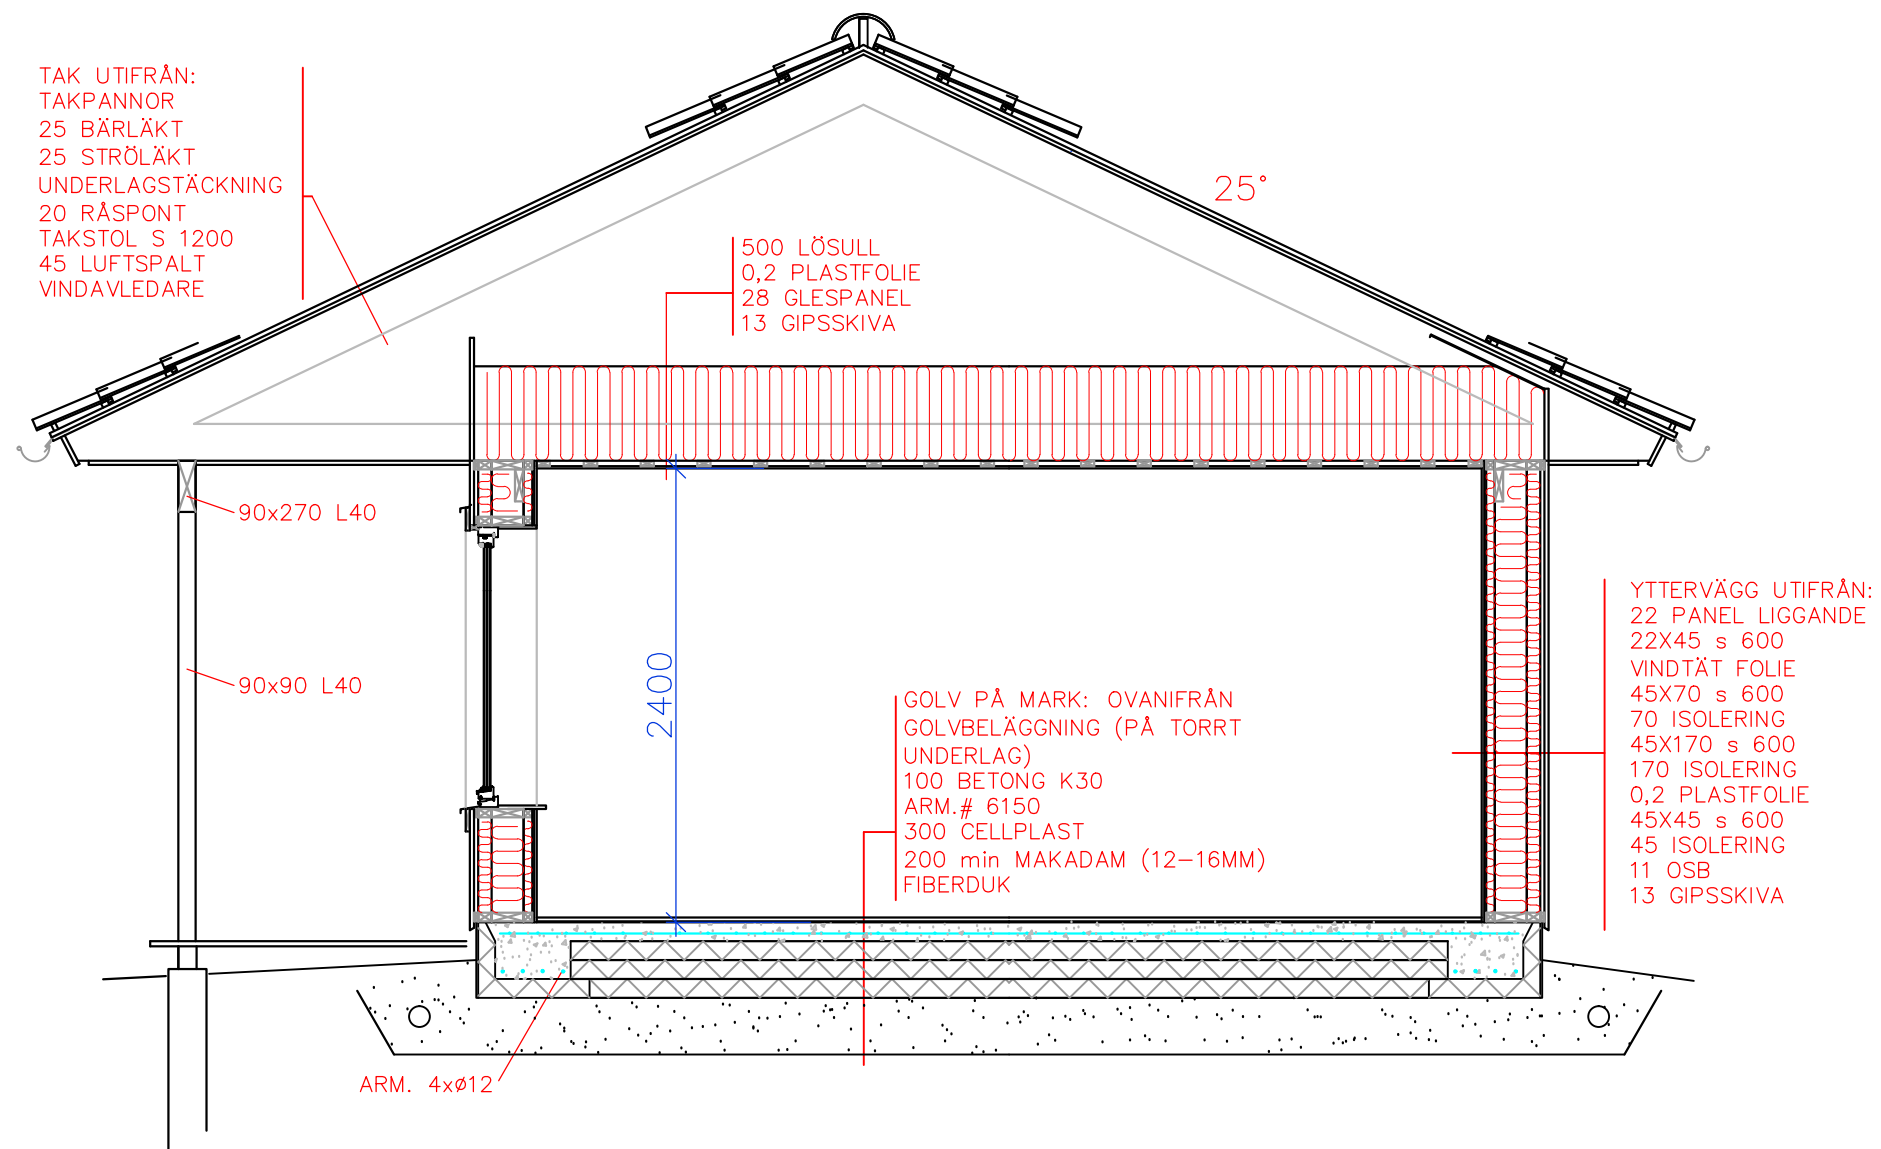 TAK UTIFRÅN:
TAKPANNOR
25 BÄRLÄKT
25 STRÖLÄKT
UNDERLAGSTÄCKNING
20 RÅSPONT
TAKSTOL S 1200
45 LUFTSPALT
VINDAVLEDARE
25°
500 LÖSULL
0,2 PLASTFOLIE
28 GLESPANEL
13 GIPSSKIVA
90x270 L40
90x90 L40
2400
GOLV PÅ MARK: OVANIFRÅN
GOLVBELÄGGNING (PÅ TORRT
UNDERLAG)
100 BETONG K30
ARM.# 6150
300 CELLPLAST
200 min MAKADAM (12–16MM)
FIBERDUK
YTTERVÄGG UTIFRÅN:
22 PANEL LIGGANDE
22X45 s 600
VINDTÄT FOLIE
45X70 s 600
70 ISOLERING
45X170 s 600
170 ISOLERING
0,2 PLASTFOLIE
45X45 s 600
45 ISOLERING
11 OSB
13 GIPSSKIVA
ARM. 4xø12